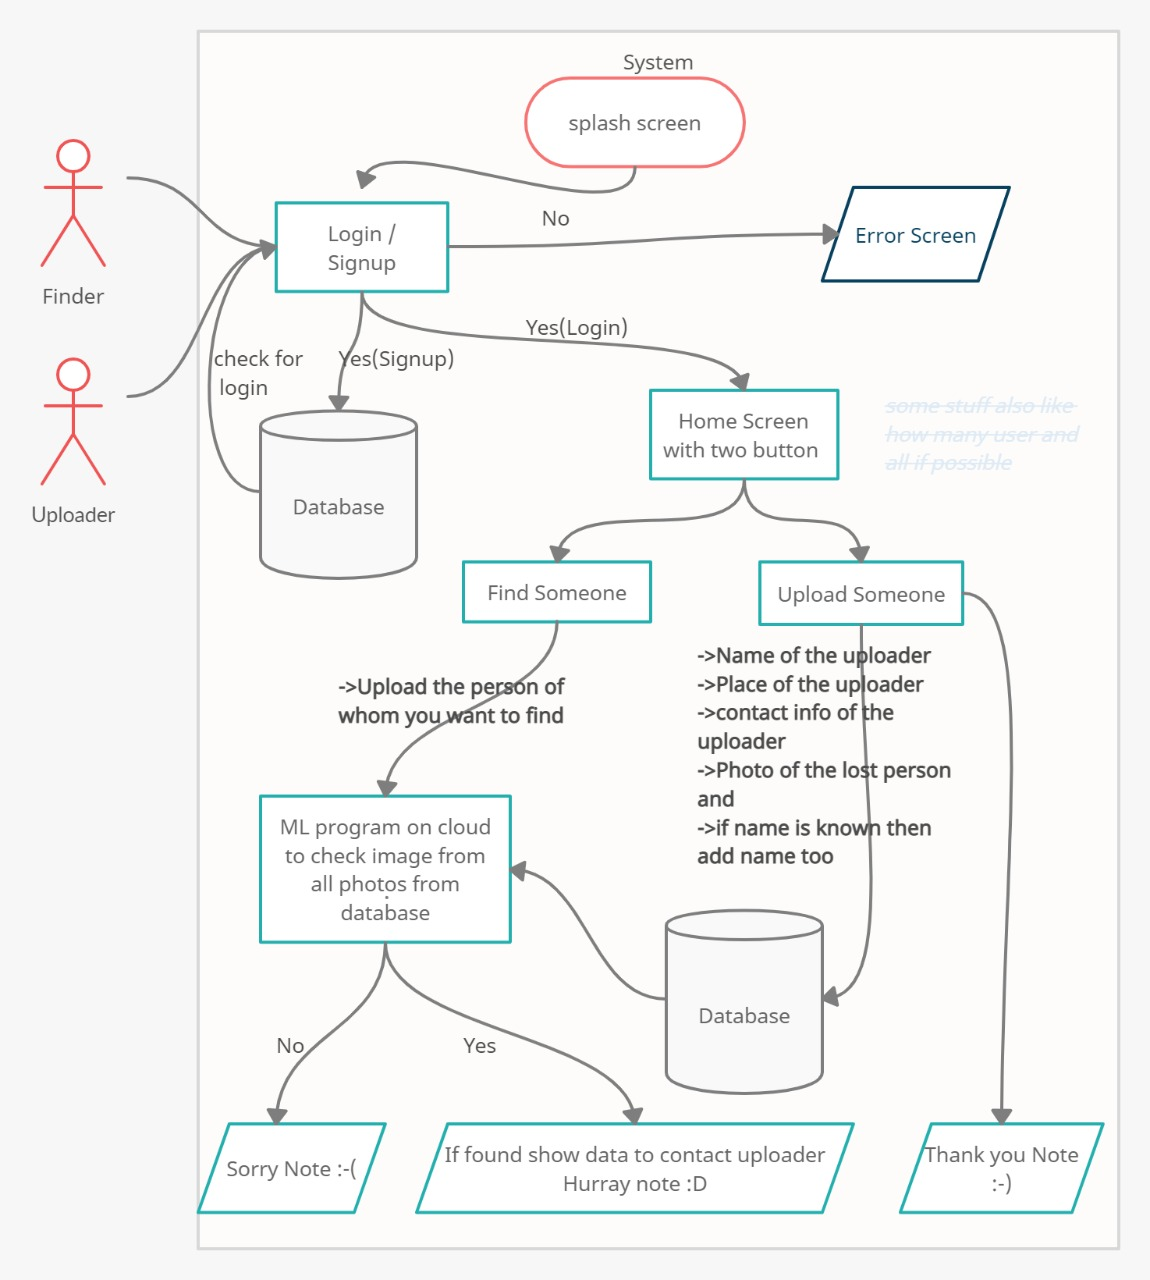 System
splash screen
Login /
Signup
No
Error Screen
Finder
Yes(Login)
check for
login
Yes(Signup)
Home Screen
with two button
some stuff also like
how many user and
all if possible
Database
Uploader
Find Someone
Upload Someone
->Upload the person of
whom you want to find
->Name of the uploader
->Place of the uploader
->contact info of the
uploader
->Photo of the lost person
and
->if name is known then
add name too
ML program on cloud
to check image from
all photos from
database
Database
No
Yes
Sorry Note :-(
If found show data to contact uploader
Hurray note :D
Thank you Note
:-)